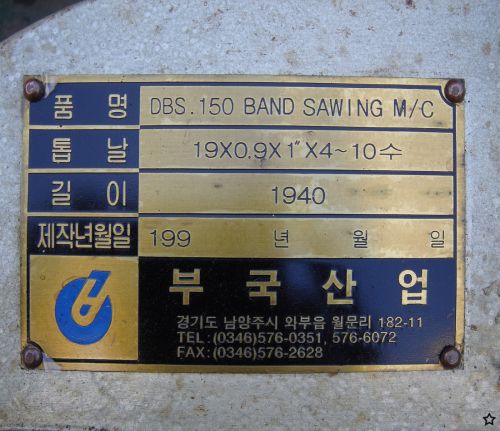 품 명 DBS.150 BAND SAWING M/C
톱 날 19X0.9X1"X4~10수
길 이 1940
제작년월일 199 년 월 일
부국산업
경기도 남양주시 와부읍 월문리 182-11
TEL:(0346)576-0351, 576-6072
FAX:(0346)576-2628